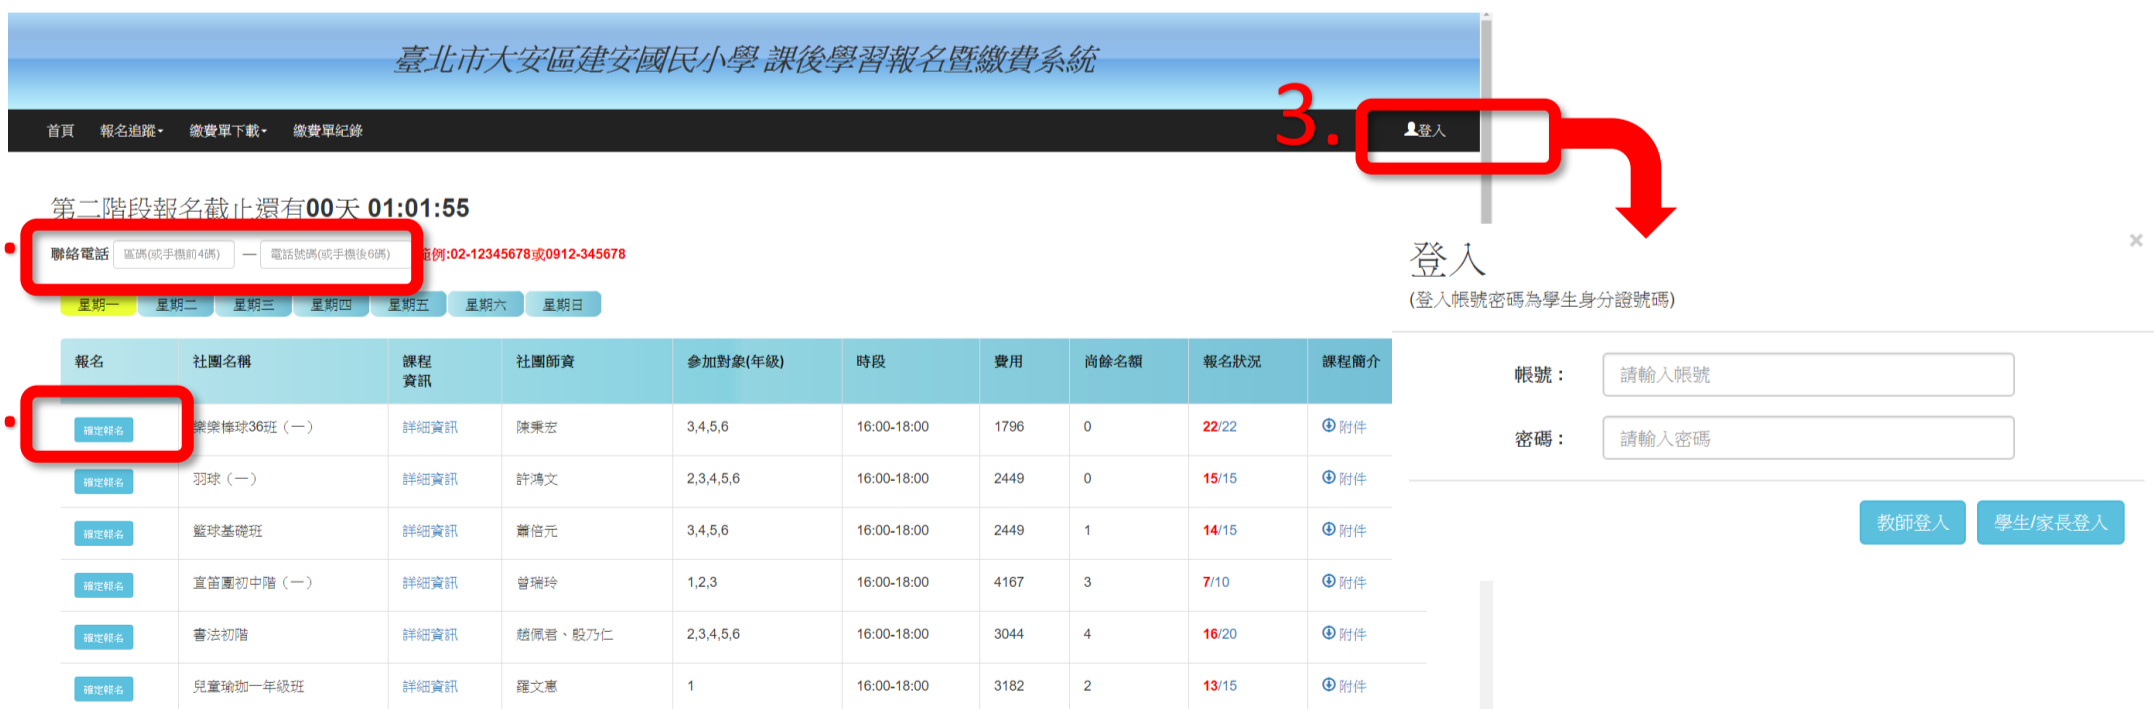 臺北市大安區建安國民小學 課後學習報名暨繳費系統
首頁 報名追蹤 繳費單下載 繳費單紀錄 登入
3.
第二階段報名截止還有00天 01:01:55
聯絡電話 區碼(或手機前4碼) — 電話號碼(或手機後6碼) 範例:02-12345678或0912-345678
星期一 星期二 星期三 星期四 星期五 星期六 星期日
報名 社團名稱 課程資訊 社團師資 參加對象(年級) 時段 費用 尚餘名額 報名狀況 課程簡介
確定報名 樂樂棒球36班（一） 詳細資訊 陳秉宏 3,4,5,6 16:00-18:00 1796 0 22/22 附件
確定報名 羽球（一） 詳細資訊 許鴻文 2,3,4,5,6 16:00-18:00 2449 0 15/15 附件
確定報名 籃球基礎班 詳細資訊 蕭倍元 3,4,5,6 16:00-18:00 2449 1 14/15 附件
確定報名 直笛團初中階（一） 詳細資訊 曾瑞玲 1,2,3 16:00-18:00 4167 3 7/10 附件
確定報名 書法初階 詳細資訊 趙佩君、殷乃仁 2,3,4,5,6 16:00-18:00 3044 4 16/20 附件
確定報名 兒童瑜珈一年級班 詳細資訊 羅文惠 1 16:00-18:00 3182 2 13/15 附件
登入
×
(登入帳號密碼為學生身分證號碼)
帳號： 請輸入帳號
密碼： 請輸入密碼
教師登入 學生/家長登入